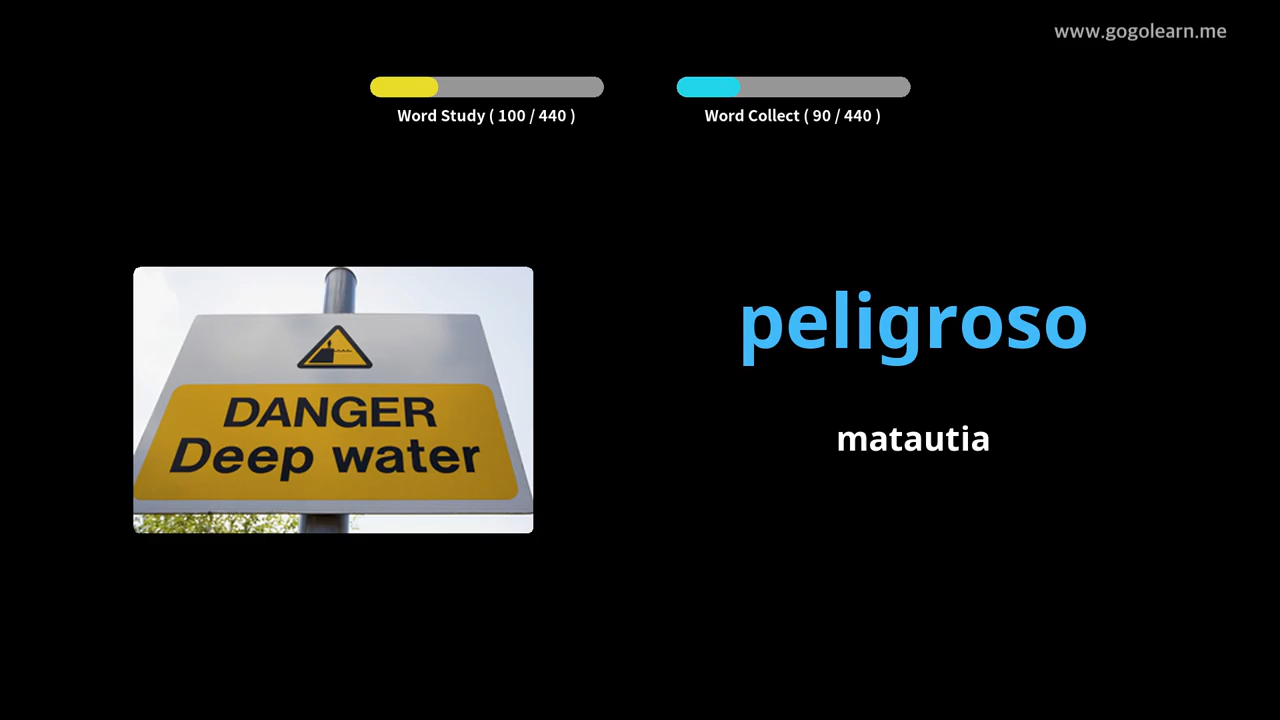 www.gogolearn.me
Word Study ( 100 / 440 )
Word Collect ( 90 / 440 )
DANGER
Deep water
peligroso
matautia